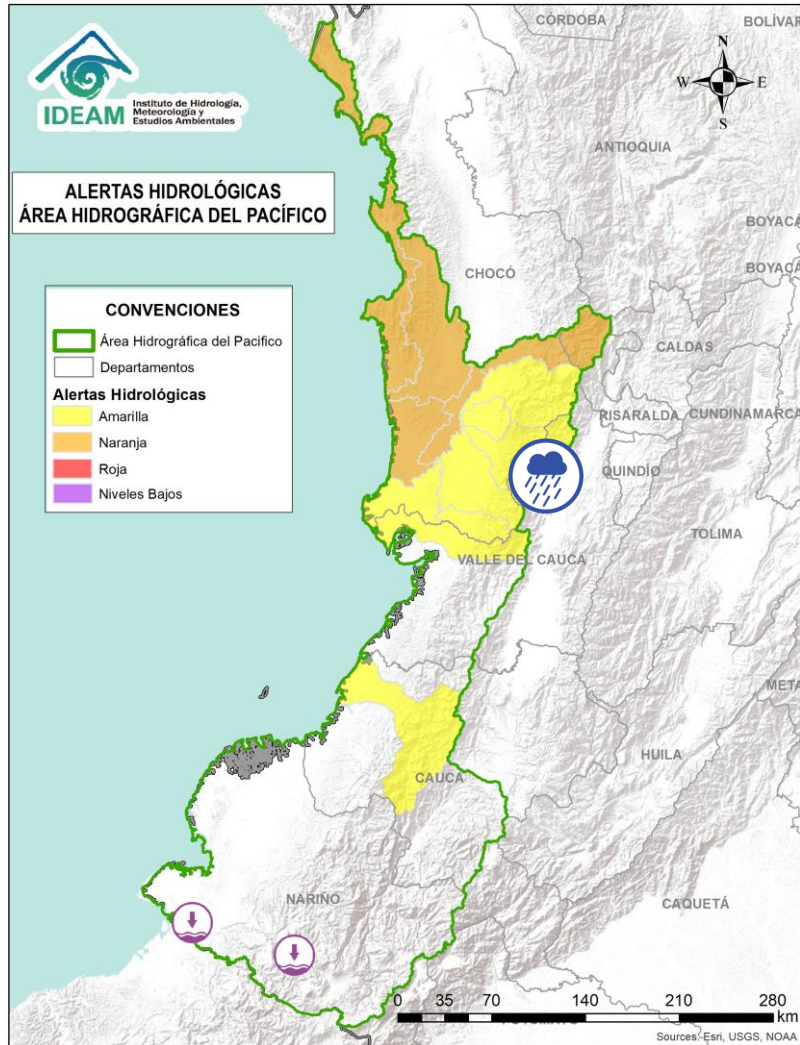 CÓRDOBA
BOLÍVAR
IDEAM
Instituto de Hidrología,
Meteorología y
Estudios Ambientales
N
W
E
S
ANTIOQUIA
ALERTAS HIDROLÓGICAS
ÁREA HIDROGRÁFICA DEL PACÍFICO
BOYACÁ
BOYACÁ
CHOCÓ
CONVENCIONES
Área Hidrográfica del Pacifico
Departamentos
Alertas Hidrológicas
Amarilla
Naranja
Roja
Niveles Bajos
CALDAS
RISARALDA
CUNDINAMARCA
QUINDÍO
TOLIMA
VALLE DEL CAUCA
META
HUILA
CAUCA
NARIÑO
CAQUETÁ
0 35 70 140 210 280
km
Sources: Esri, USGS, NOAA